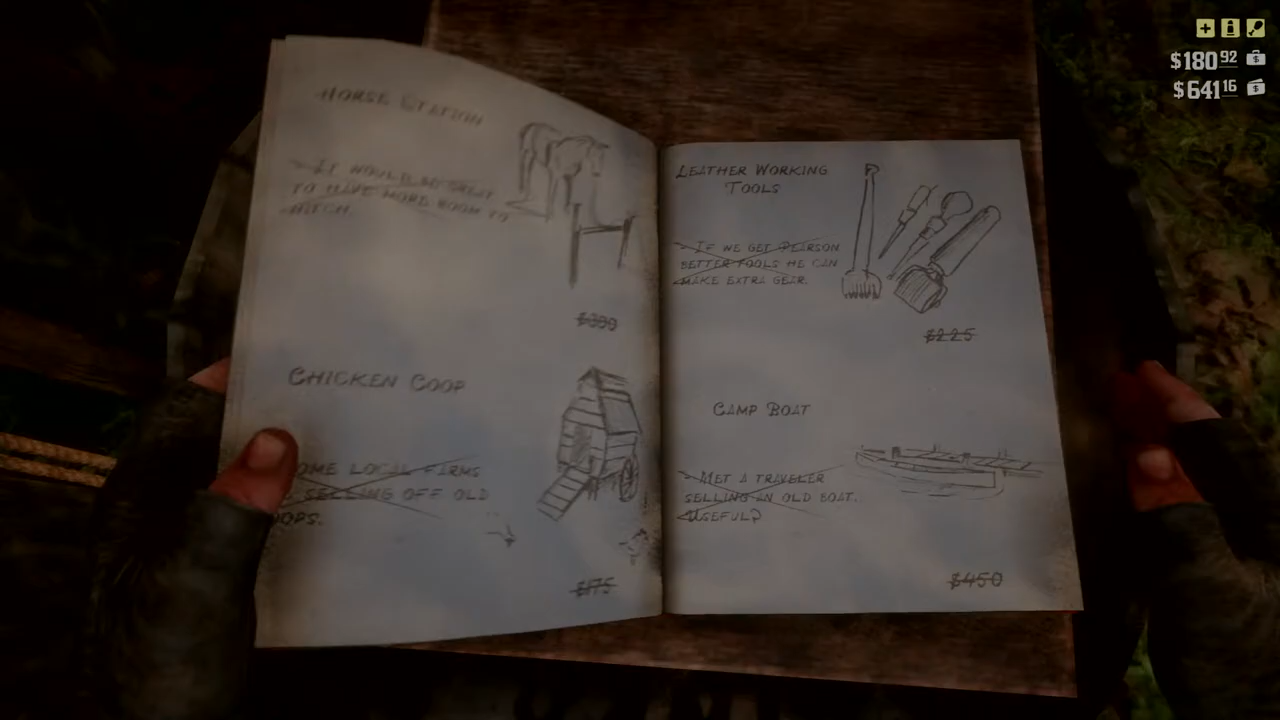 $180 92
$641 16
HORSE STATION
- IT WOULD BE GREAT
TO HAVE MORE ROOM TO
HITCH.
$300
CHICKEN COOP
OME LOCAL FARMS
SELLING OFF OLD
OOPS.
$175
LEATHER WORKING
TOOLS
- IF WE GET PEARSON
BETTER TOOLS HE CAN
MAKE EXTRA GEAR.
$225
CAMP BOAT
- MET A TRAVELER
SELLING AN OLD BOAT.
USEFUL?
$450